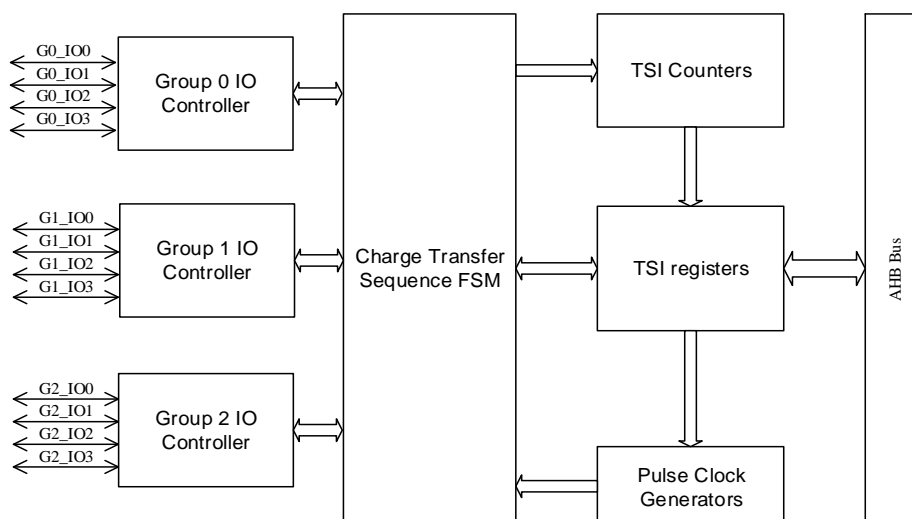 G0_IO0
G0_IO1
G0_IO2
G0_IO3
Group 0 IO
Controller
G1_IO0
G1_IO1
G1_IO2
G1_IO3
Group 1 IO
Controller
G2_IO0
G2_IO1
G2_IO2
G2_IO3
Group 2 IO
Controller
Charge Transfer
Sequence FSM
TSI Counters
TSI registers
Pulse Clock
Generators
AHB Bus